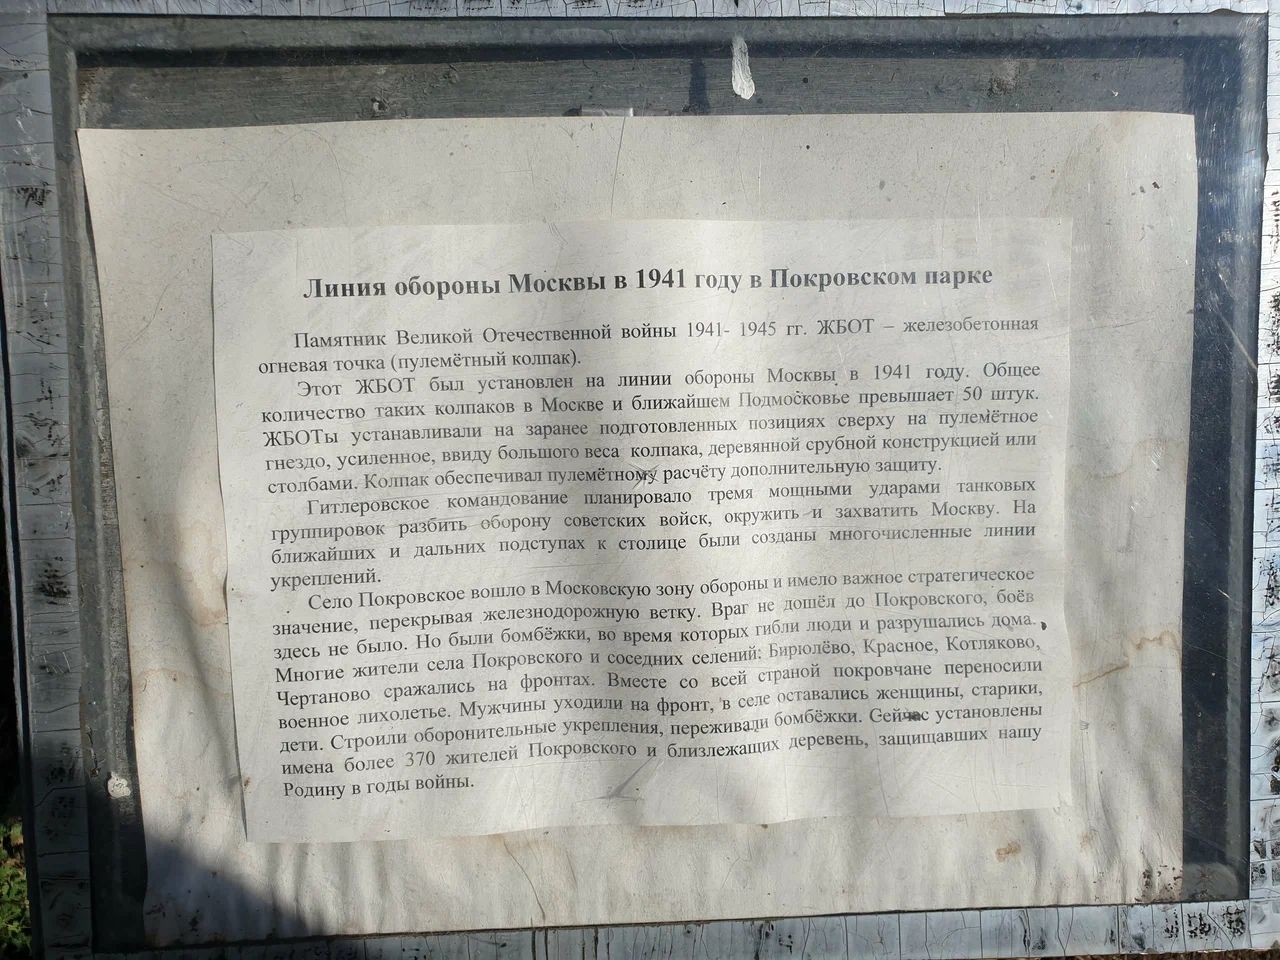 Линия обороны Москвы в 1941 году в Покровском парке
Памятник Великой Отечественной войны 1941- 1945 гг. ЖБОТ – железобетонная
огневая точка (пулемётный колпак).
Этот ЖБОТ был установлен на линии обороны Москвы в 1941 году. Общее
количество таких колпаков в Москве и ближайшем Подмосковье превышает 50 штук.
ЖБОТы устанавливали на заранее подготовленных позициях сверху на пулемётное
гнездо, усиленное, ввиду большого веса колпака, деревянной срубной конструкцией или
столбами. Колпак обеспечивал пулемётному расчёту дополнительную защиту.
Гитлеровское командование планировало тремя мощными ударами танковых
группировок разбить оборону советских войск, окружить и захватить Москву. На
ближайших и дальних подступах к столице были созданы многочисленные линии
укреплений.
Село Покровское вошло в Московскую зону обороны и имело важное стратегическое
значение, перекрывая железнодорожную ветку. Враг не дошёл до Покровского, боёв
здесь не было. Но были бомбёжки, во время которых гибли люди и разрушались дома.
Многие жители села Покровского и соседних селений: Бирюлёво, Красное, Котляково,
Чертаново сражались на фронтах. Вместе со всей страной покровчане переносили
военное лихолетье. Мужчины уходили на фронт, в селе оставались женщины, старики,
дети. Строили оборонительные укрепления, переживали бомбёжки. Сейчас установлены
имена более 370 жителей Покровского и близлежащих деревень, защищавших нашу
Родину в годы войны.